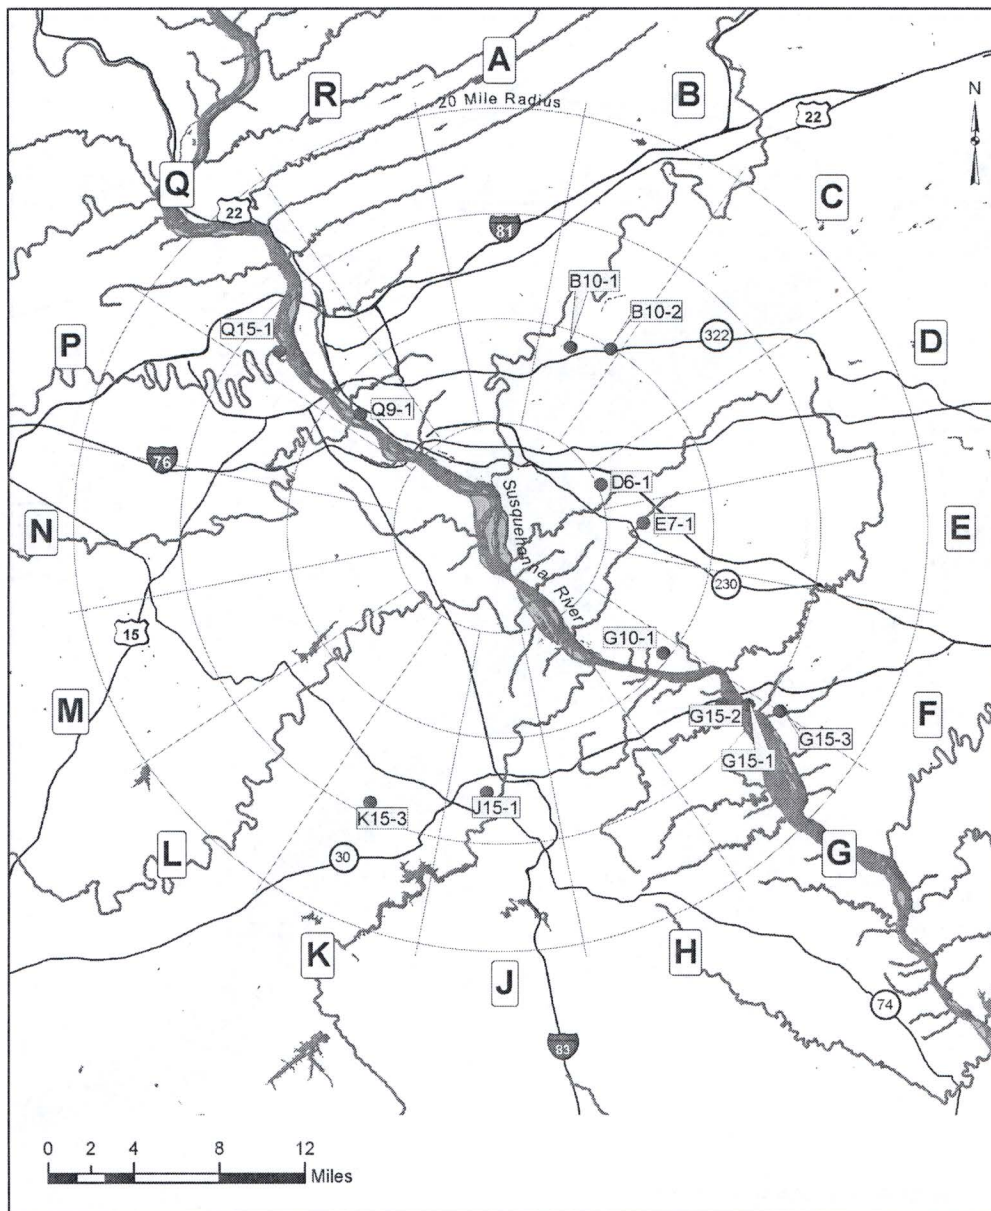 A
R
B
20 Mile Radius
N
22
Q
C
22
81
B10-1
B10-2
Q15-1
322
P
D
Q9-1
76
D6-1
Susquehanna River
E7-1
N
E
230
15
G10-1
M
F
G15-2
G15-3
G15-1
K15-3
J15-1
L
30
G
K
H
J
74
83
0 2 4 8 12
Miles